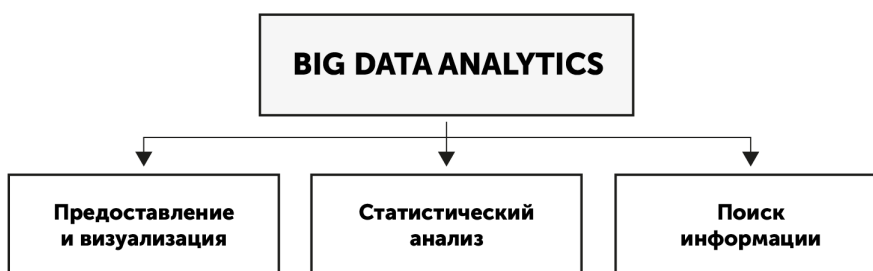 BIG DATA ANALYTICS
Предоставление
и визуализация
Статистический
анализ
Поиск
информации